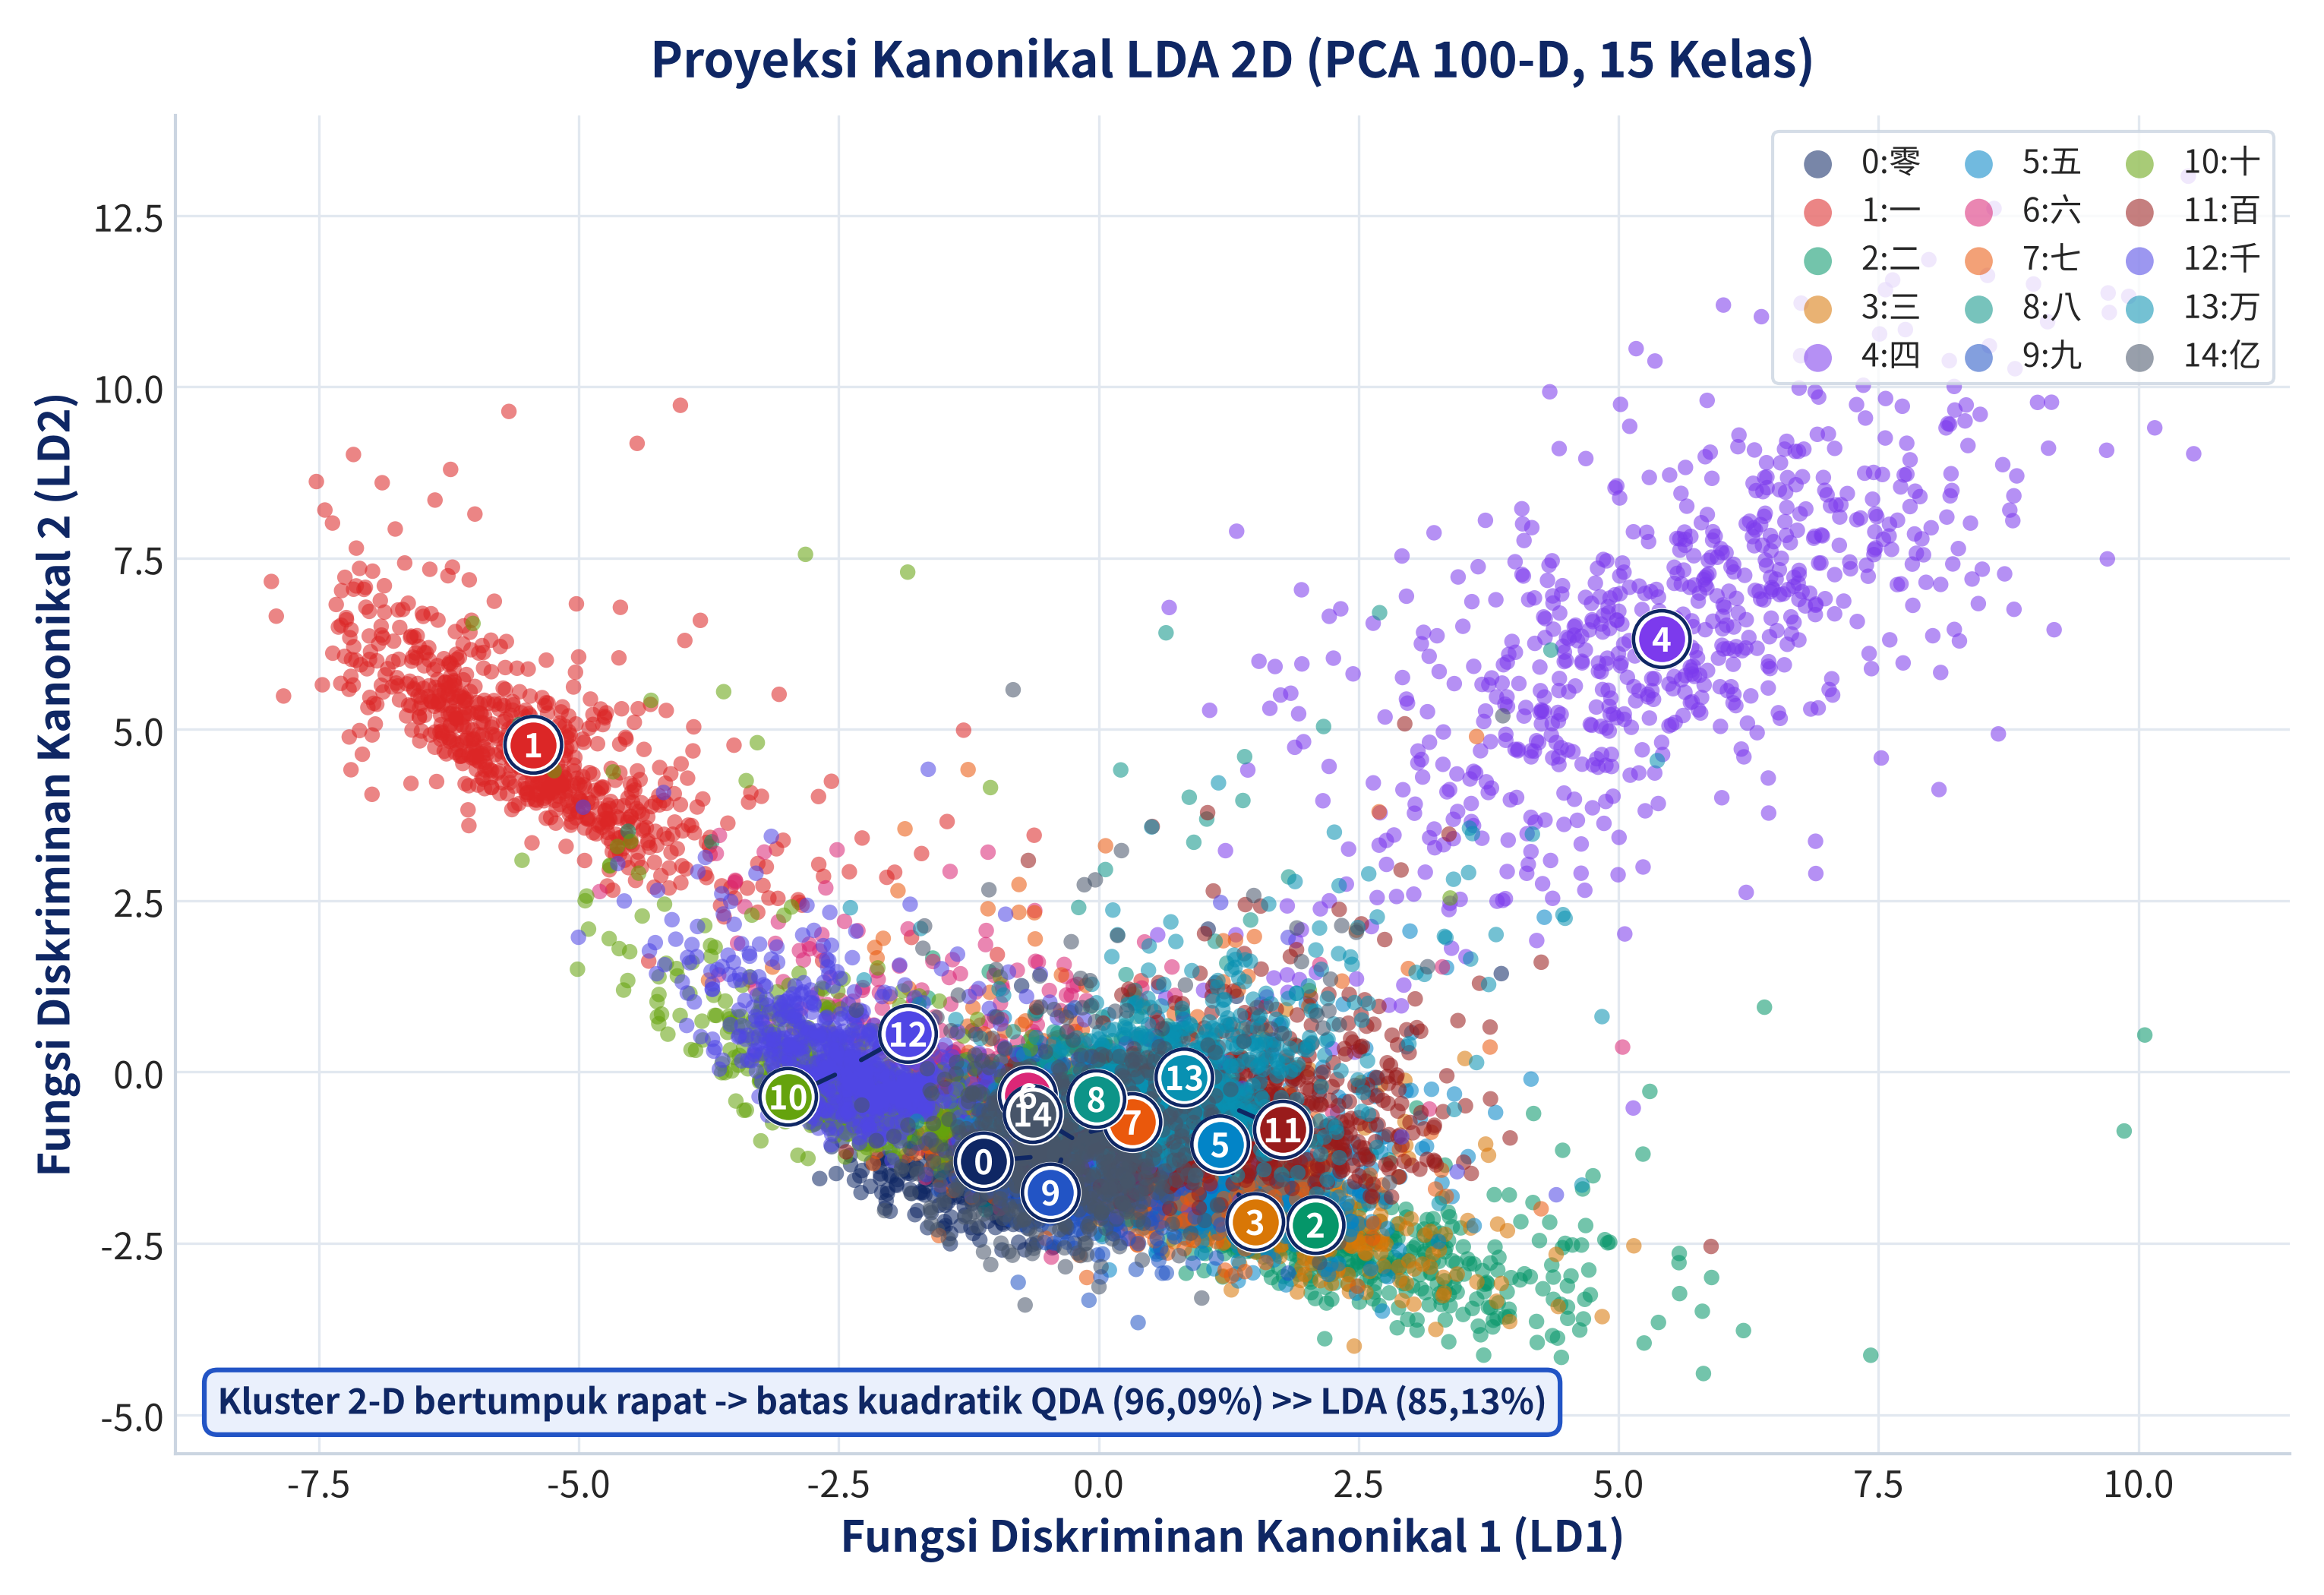 Proyeksi Kanonikal LDA 2D (PCA 100-D, 15 Kelas)
Fungsi Diskriminan Kanonikal 2 (LD2)
12.5
10.0
7.5
5.0
2.5
0.0
-2.5
-5.0
0:零
1:一
2:二
3:三
4:四
5:五
6:六
7:七
8:八
9:九
10:十
11:百
12:千
13:万
14:亿
4
1
12
10
6
14
8
7
13
5
11
0
9
3
2
Kluster 2-D bertumpuk rapat -> batas kuadratik QDA (96,09%) >> LDA (85,13%)
-7.5
-5.0
-2.5
0.0
2.5
5.0
7.5
10.0
Fungsi Diskriminan Kanonikal 1 (LD1)